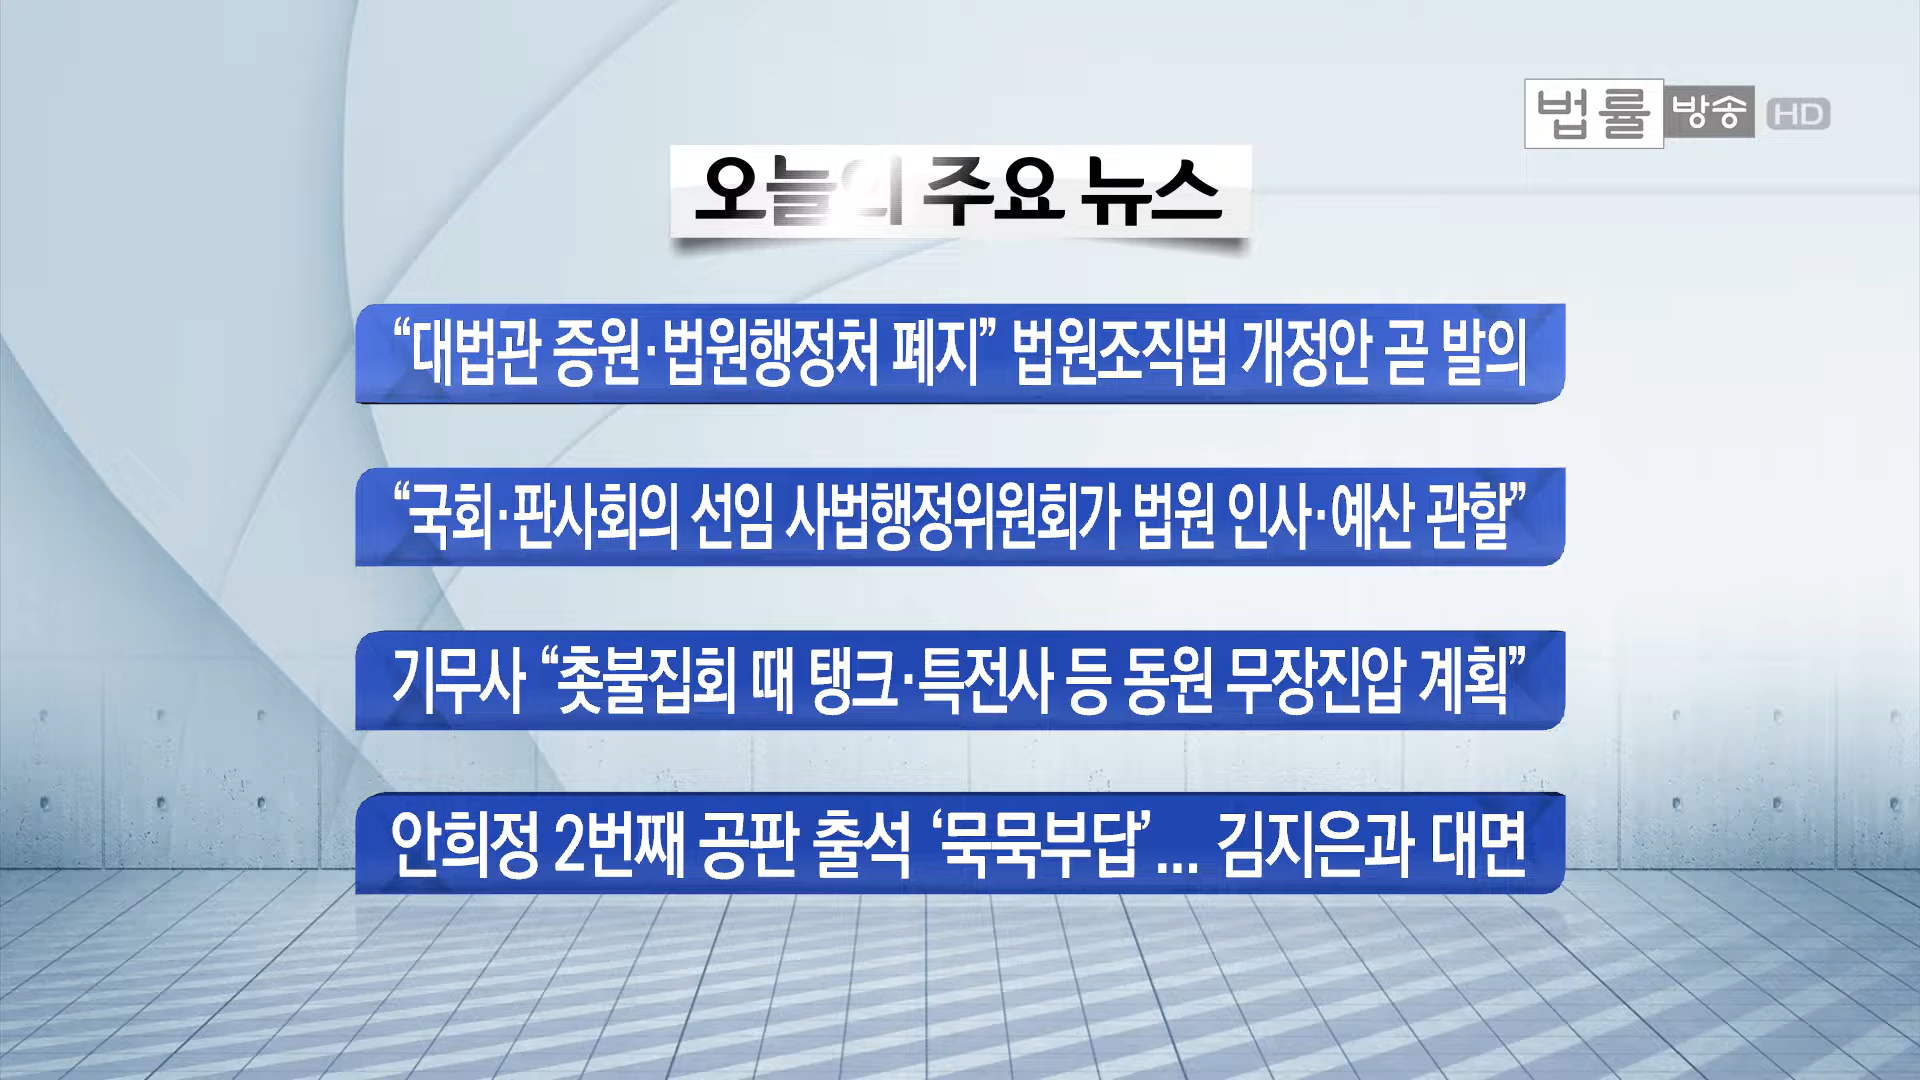 법률방송 HD
오늘의 주요 뉴스
“대법관 증원·법원행정처 폐지” 법원조직법 개정안 곧 발의
“국회·판사회의 선임 사법행정위원회가 법원 인사·예산 관할”
기무사 “촛불집회 때 탱크·특전사 등 동원 무장진압 계획”
안희정 2번째 공판 출석 ‘묵묵부답’... 김지은과 대면